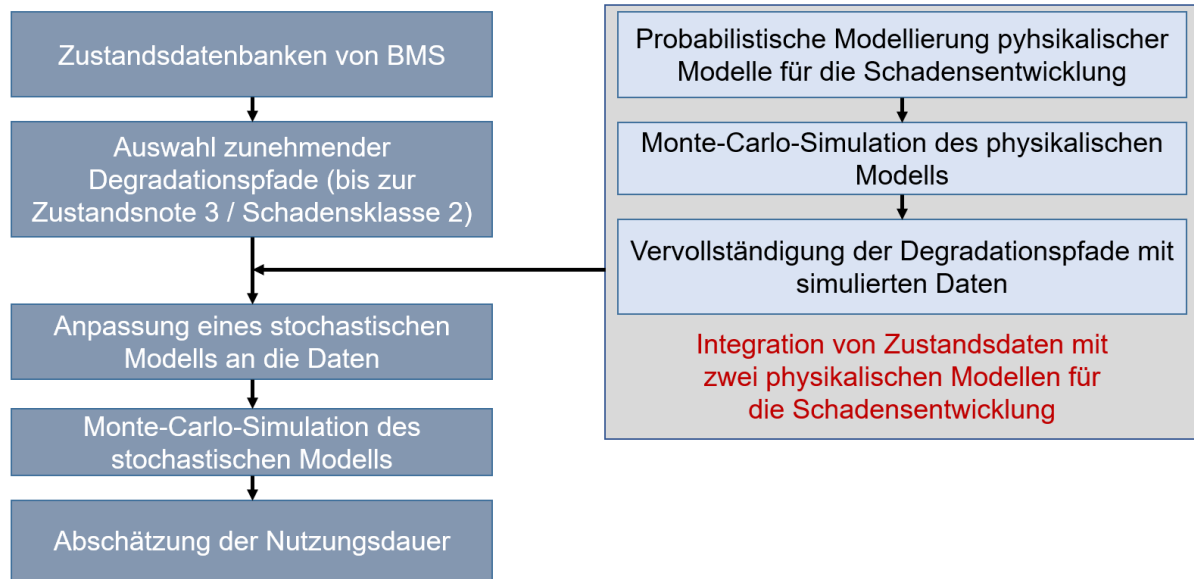 Zustandsdatenbanken von BMS
Auswahl zunehmender
Degradationspfade (bis zur
Zustandsnote 3 / Schadensklasse 2)
Anpassung eines stochastischen
Modells an die Daten
Monte-Carlo-Simulation des
stochastischen Modells
Abschätzung der Nutzungsdauer
Probabilistische Modellierung pyhsikalischer
Modelle für die Schadensentwicklung
Monte-Carlo-Simulation des physikalischen
Modells
Vervollständigung der Degradationspfade mit
simulierten Daten
Integration von Zustandsdaten mit
zwei physikalischen Modellen für
die Schadensentwicklung